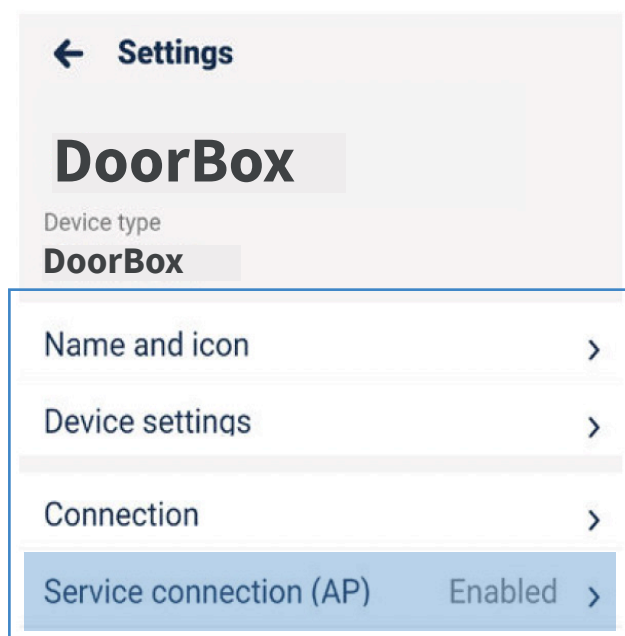 Settings
DoorBox
Device type
DoorBox
Name and icon
Device settings
Connection
Service connection (AP) Enabled